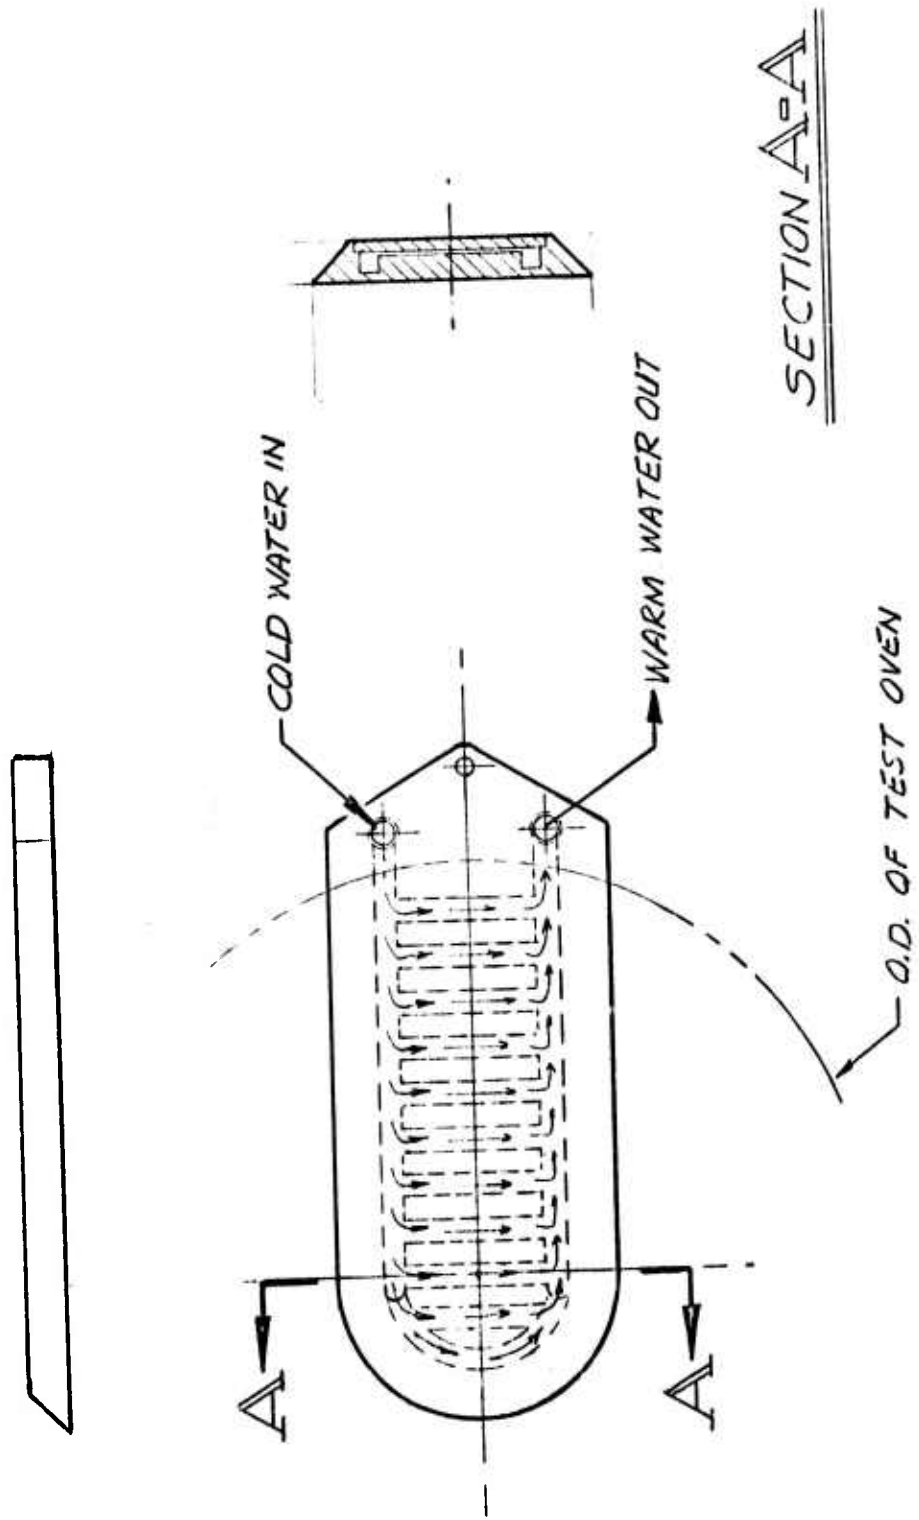 COLD WATER IN
WARM WATER OUT
O.D. OF TEST OVEN
A
A
SECTION A-A